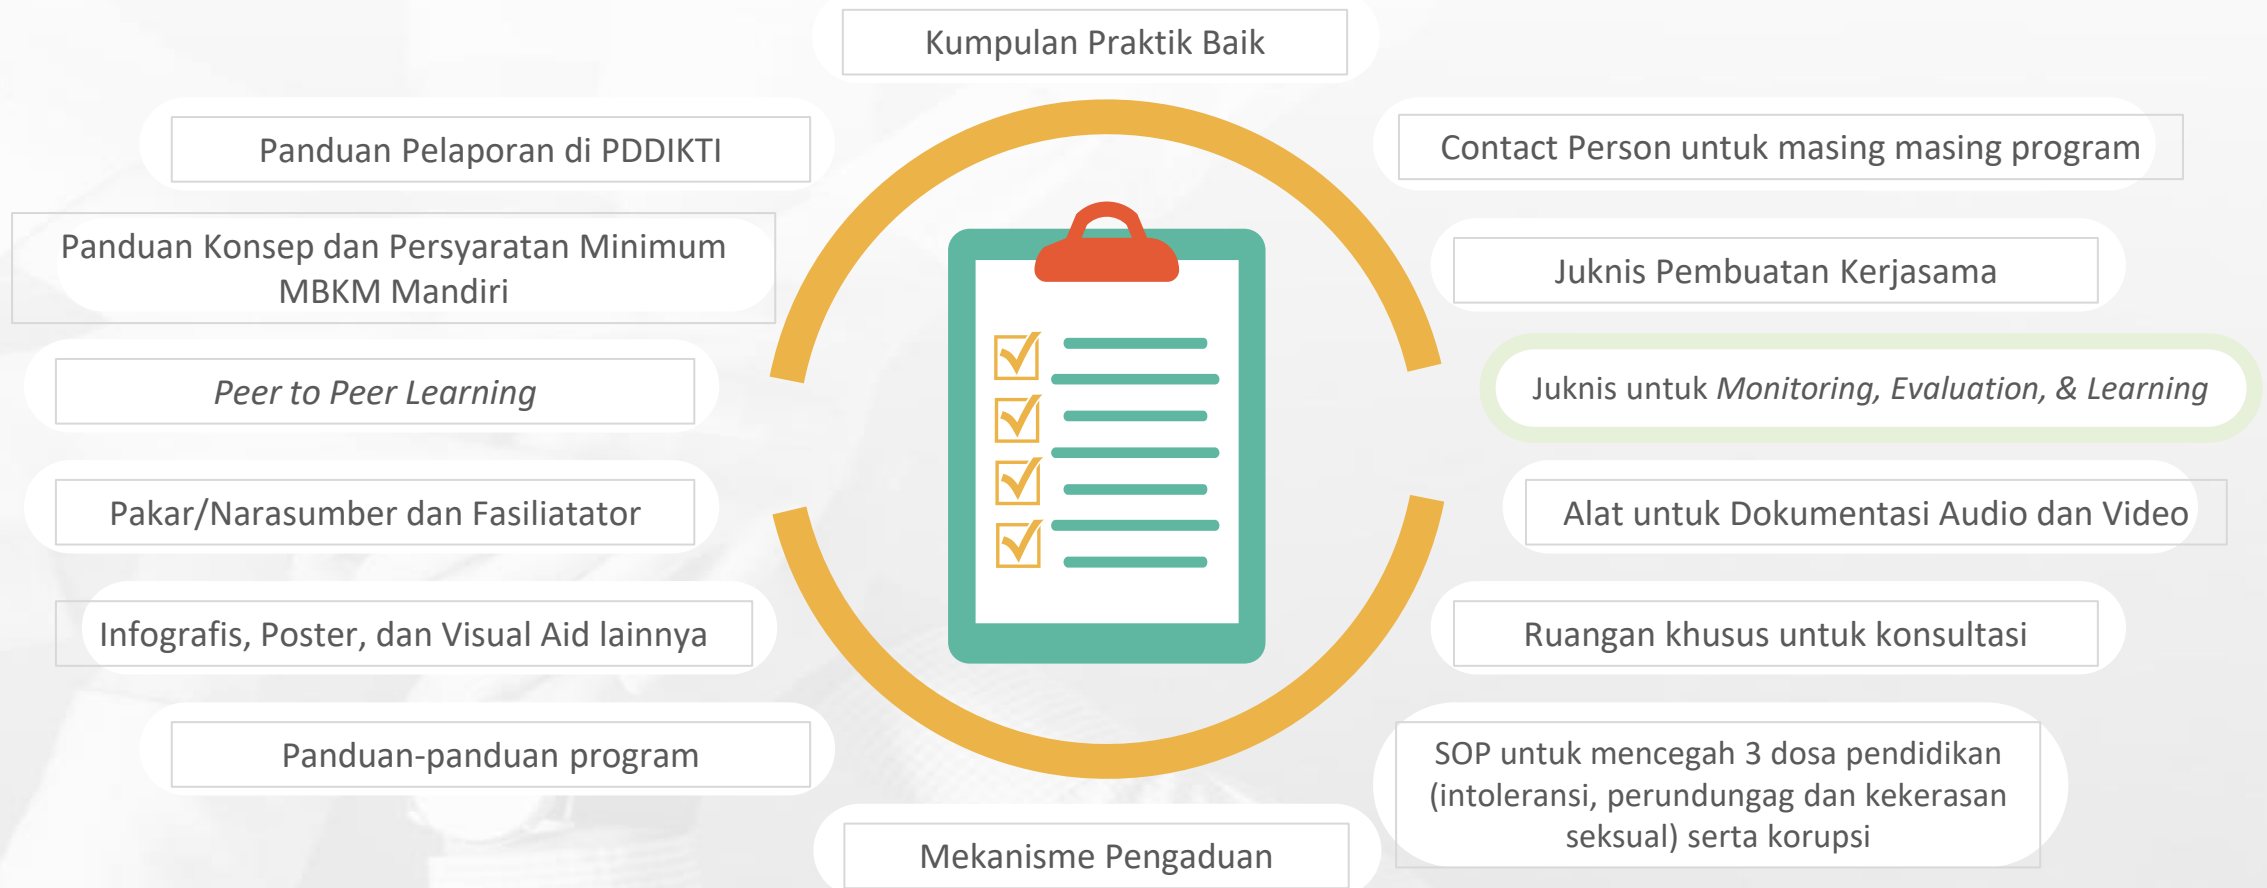 Kumpulan Praktik Baik
Panduan Pelaporan di PDDIKTI
Panduan Konsep dan Persyaratan Minimum
MBKM Mandiri
Peer to Peer Learning
Pakar/Narasumber dan Fasiliatator
Infografis, Poster, dan Visual Aid lainnya
Panduan-panduan program
Contact Person untuk masing masing program
Juknis Pembuatan Kerjasama
Juknis untuk Monitoring, Evaluation, & Learning
Alat untuk Dokumentasi Audio dan Video
Ruangan khusus untuk konsultasi
SOP untuk mencegah 3 dosa pendidikan
(intoleransi, perundungag dan kekerasan
seksual) serta korupsi
Mekanisme Pengaduan